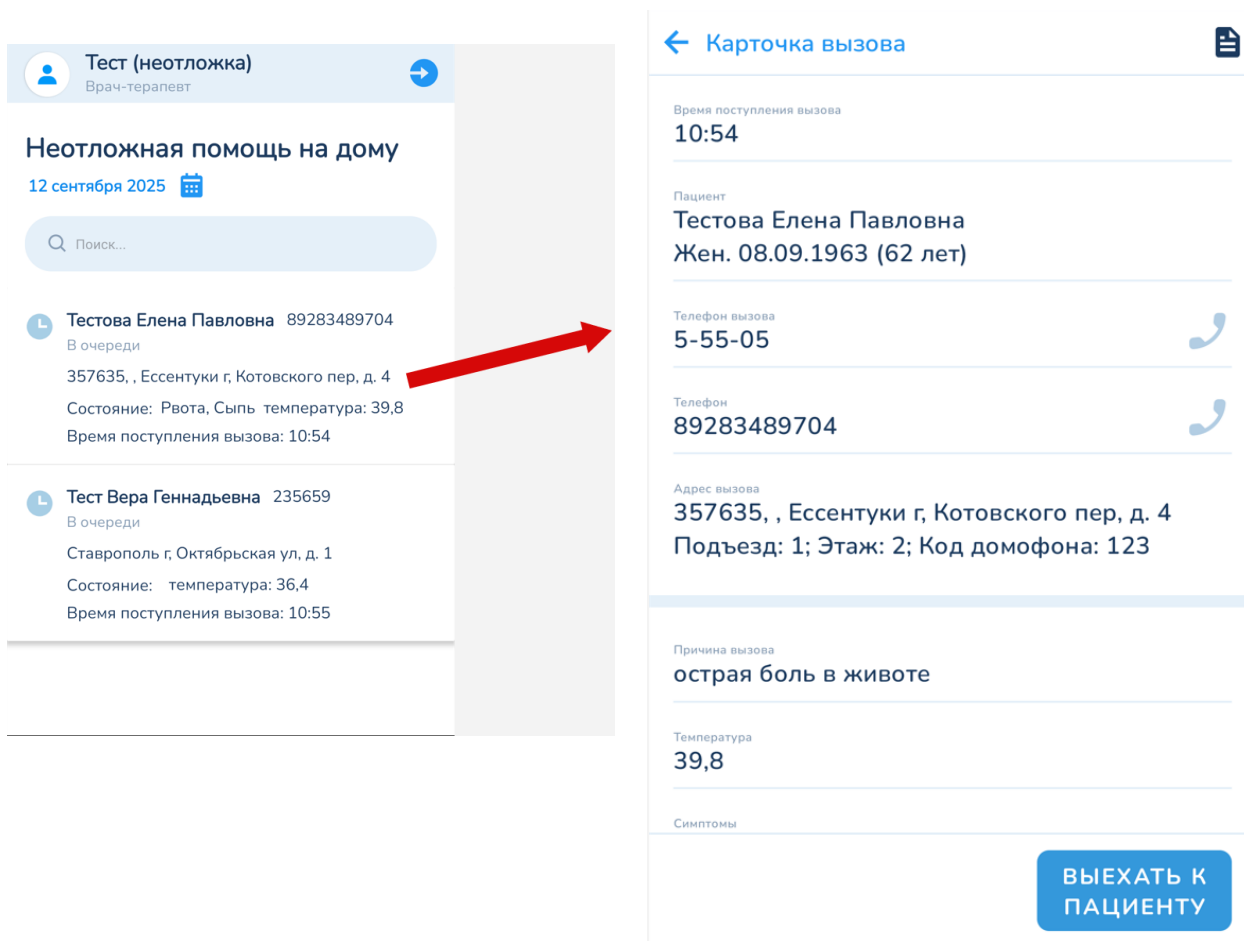 Тест (неотложка)
Врач-терапевт
Неотложная помощь на дому
12 сентября 2025
Поиск...
Тестова Елена Павловна 89283489704
В очереди
357635, , Ессентуки г, Котовского пер, д. 4
Состояние: Рвота, Сыпь температура: 39,8
Время поступления вызова: 10:54
Тест Вера Геннадьевна 235659
В очереди
Ставрополь г, Октябрьская ул, д. 1
Состояние: температура: 36,4
Время поступления вызова: 10:55
Карточка вызова
Время поступления вызова
10:54
Пациент
Тестова Елена Павловна
Жен. 08.09.1963 (62 лет)
Телефон вызова
5-55-05
Телефон
89283489704
Адрес вызова
357635, , Ессентуки г, Котовского пер, д. 4
Подъезд: 1; Этаж: 2; Код домофона: 123
Причина вызова
острая боль в животе
Температура
39,8
Симптомы
ВЫЕХАТЬ К
ПАЦИЕНТУ